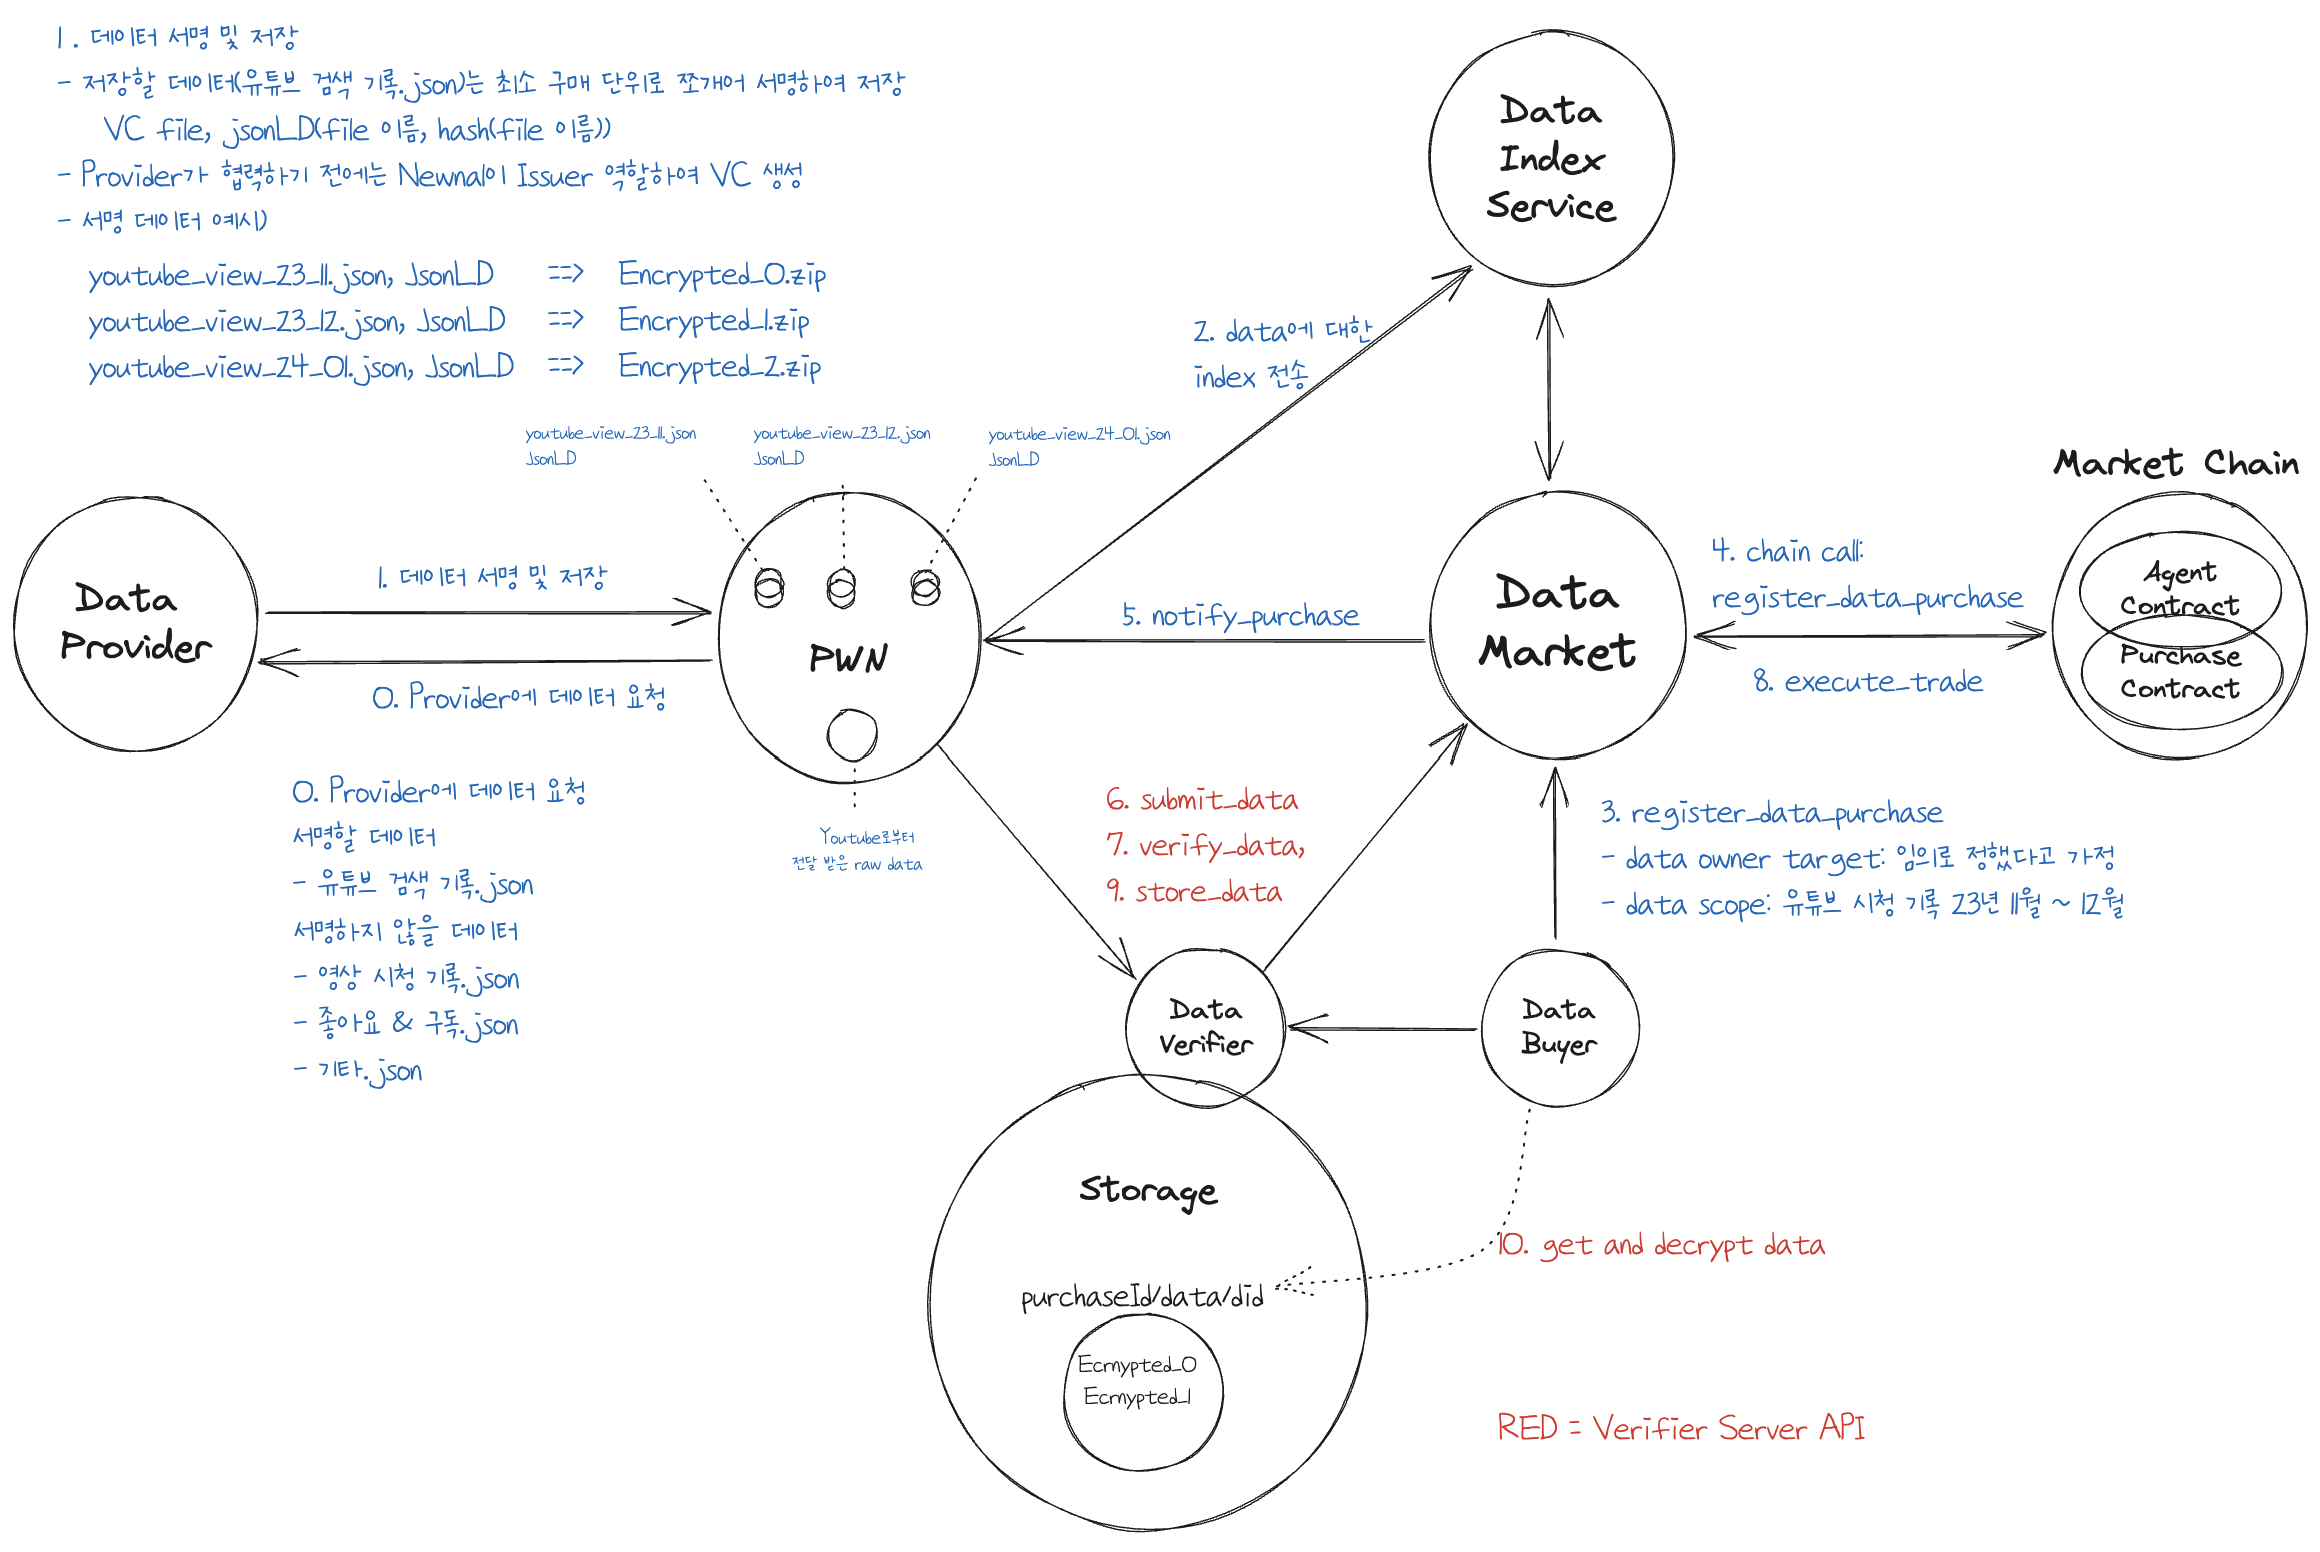 1. 데이터 서명 및 저장
- 저장할 데이터(유튜브 검색 기록.json)는 최소 구매 단위로 쪼개어 서명하여 저장
VC file, jsonLD(file 이름, hash(file 이름))
- Provider가 협력하기 전에는 Newnal이 Issuer 역할하여 VC 생성
- 서명 데이터 예시)
youtube_view_23_11.json, JsonLD ==> Encrypted_0.zip
youtube_view_23_12.json, JsonLD ==> Encrypted_1.zip
youtube_view_24_01.json, JsonLD ==> Encrypted_2.zip
Data
Index
Service
2. data에 대한
index 전송
youtube_view_23_11.json
JsonLD
youtube_view_23_12.json
JsonLD
youtube_view_24_01.json
JsonLD
Market Chain
Agent
Contract
Purchase
Contract
Data
Provider
1. 데이터 서명 및 저장
0. Provider에 데이터 요청
PWN
5. notify_purchase
Data
Market
4. chain call:
register_data_purchase
8. execute_trade
0. Provider에 데이터 요청
서명할 데이터
- 유튜브 검색 기록.json
서명하지 않을 데이터
- 영상 시청 기록.json
- 좋아요 & 구독.json
- 기타.json
Youtube로부터
전달 받은 raw data
6. submit_data
7. verify_data,
9. store_data
3. register_data_purchase
- data owner target: 임의로 정했다고 가정
- data scope: 유튜브 시청 기록 23년 11월 ~ 12월
Data
Verifier
Data
Buyer
Storage
10. get and decrypt data
purchaseId/data/did
Ecrnypted_0
Ecrnypted_1
RED = Verifier Server API